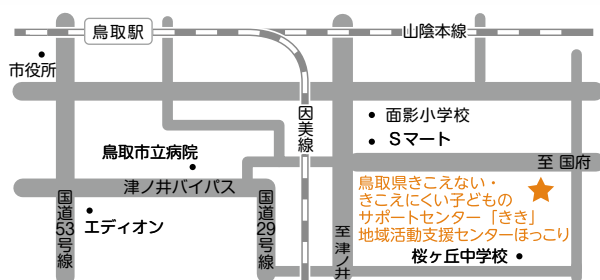 鳥取駅
山陰本線
市役所
因美線
面影小学校
Sマート
鳥取市立病院
至 国府
津ノ井バイパス
鳥取県きこえない・
きこえにくい子どもの
サポートセンター「きき」
地域活動支援センターほっこり
国道53号線
エディオン
国道29号線
至 津ノ井
桜ヶ丘中学校